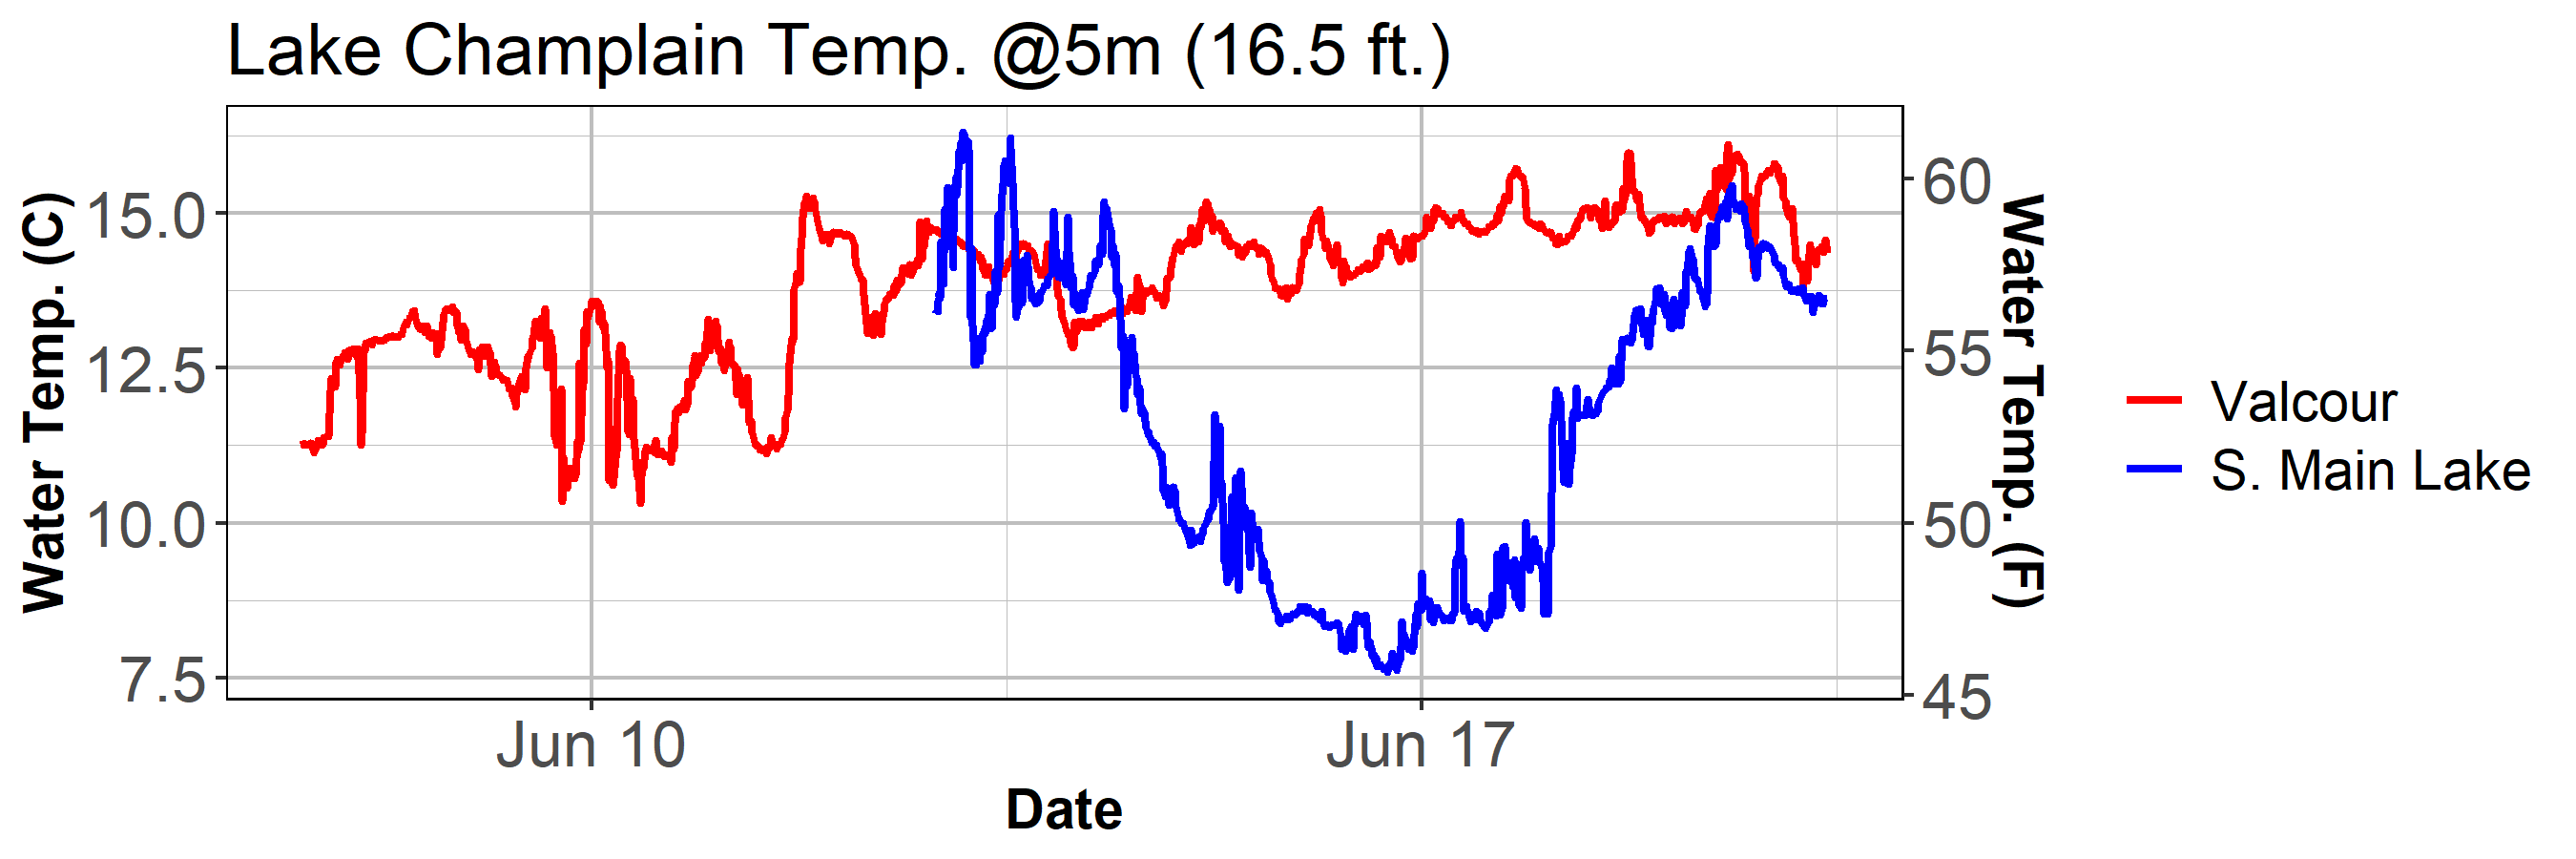 Lake Champlain Temp. @5m (16.5 ft.)
Water Temp. (C)
15.0
12.5
10.0
7.5
60
55
50
45
Water Temp. (F)
Jun 10
Jun 17
Date
Valcour
S. Main Lake